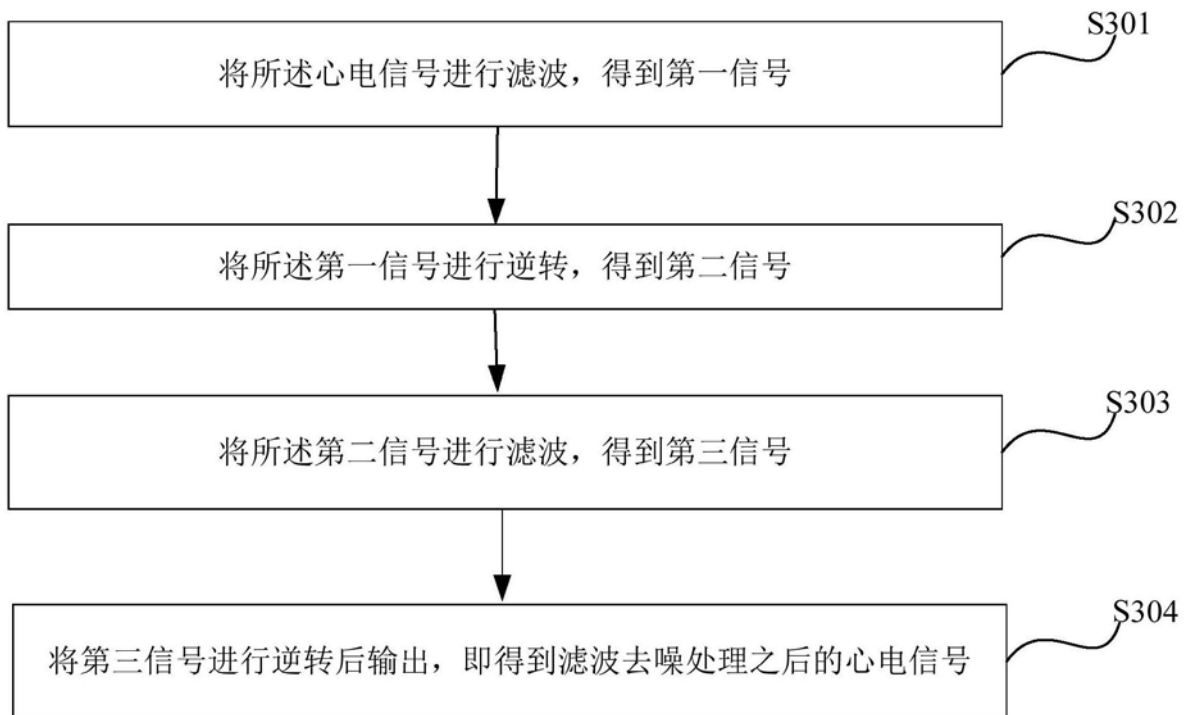 S301
将所述心电信号进行滤波，得到第一信号
S302
将所述第一信号进行逆转，得到第二信号
S303
将所述第二信号进行滤波，得到第三信号
S304
将第三信号进行逆转后输出，即得到滤波去噪处理之后的心电信号